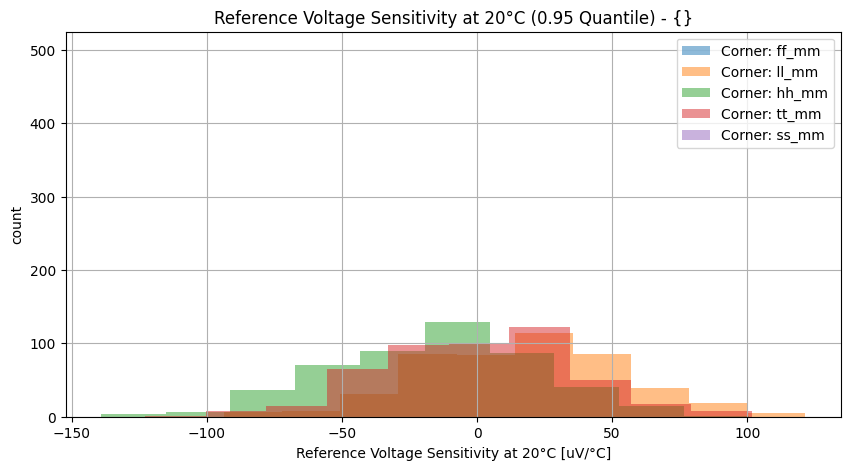 Reference Voltage Sensitivity at 20°C (0.95 Quantile) - {}
Corner: ff_mm
Corner: ll_mm
Corner: hh_mm
Corner: tt_mm
Corner: ss_mm
500
400
300
200
100
0
count
−150
−100
−50
0
50
100
Reference Voltage Sensitivity at 20°C [uV/°C]